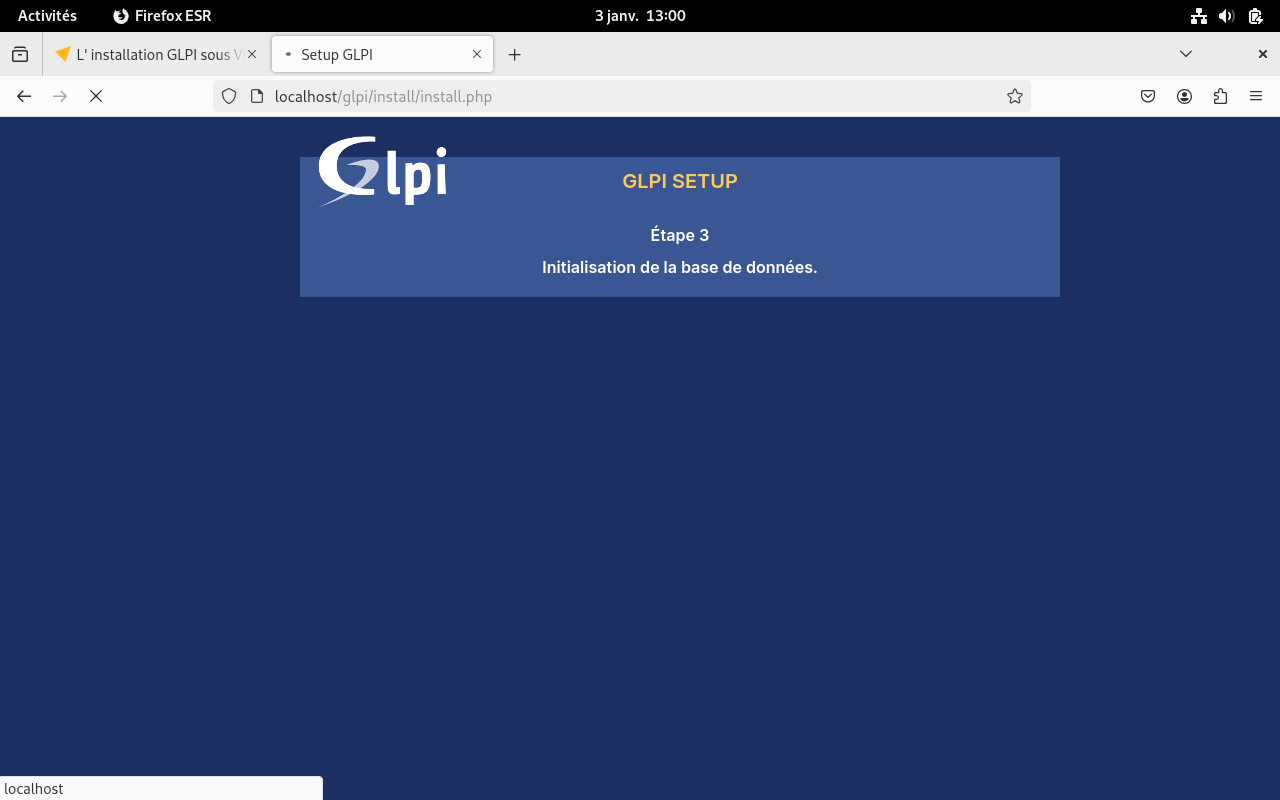 Activités
Firefox ESR
3 janv. 13:00
L' installation GLPI sous V
Setup GLPI
localhost/glpi/install/install.php
Glpi
GLPI SETUP
Étape 3
Initialisation de la base de données.
localhost